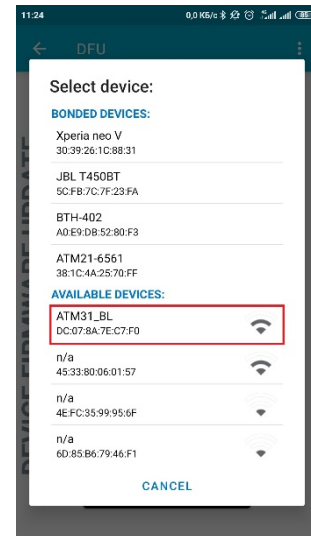 11:24
0,0 КБ/с
DFU
Select device:
BONDED DEVICES:
Xperia neo V
30:39:26:1C:88:31
JBL T450BT
5C:FB:7C:7F:23:FA
BTH-402
A0:E9:DB:52:80:F3
ATM21-6561
38:1C:4A:25:70:FF
AVAILABLE DEVICES:
ATM31_BL
DC:07:8A:7E:C7:F0
n/a
45:33:80:06:01:57
n/a
4E:FC:35:99:95:6F
n/a
6D:85:B6:79:46:F1
CANCEL
DEVICE FIRMWARE UPDATE